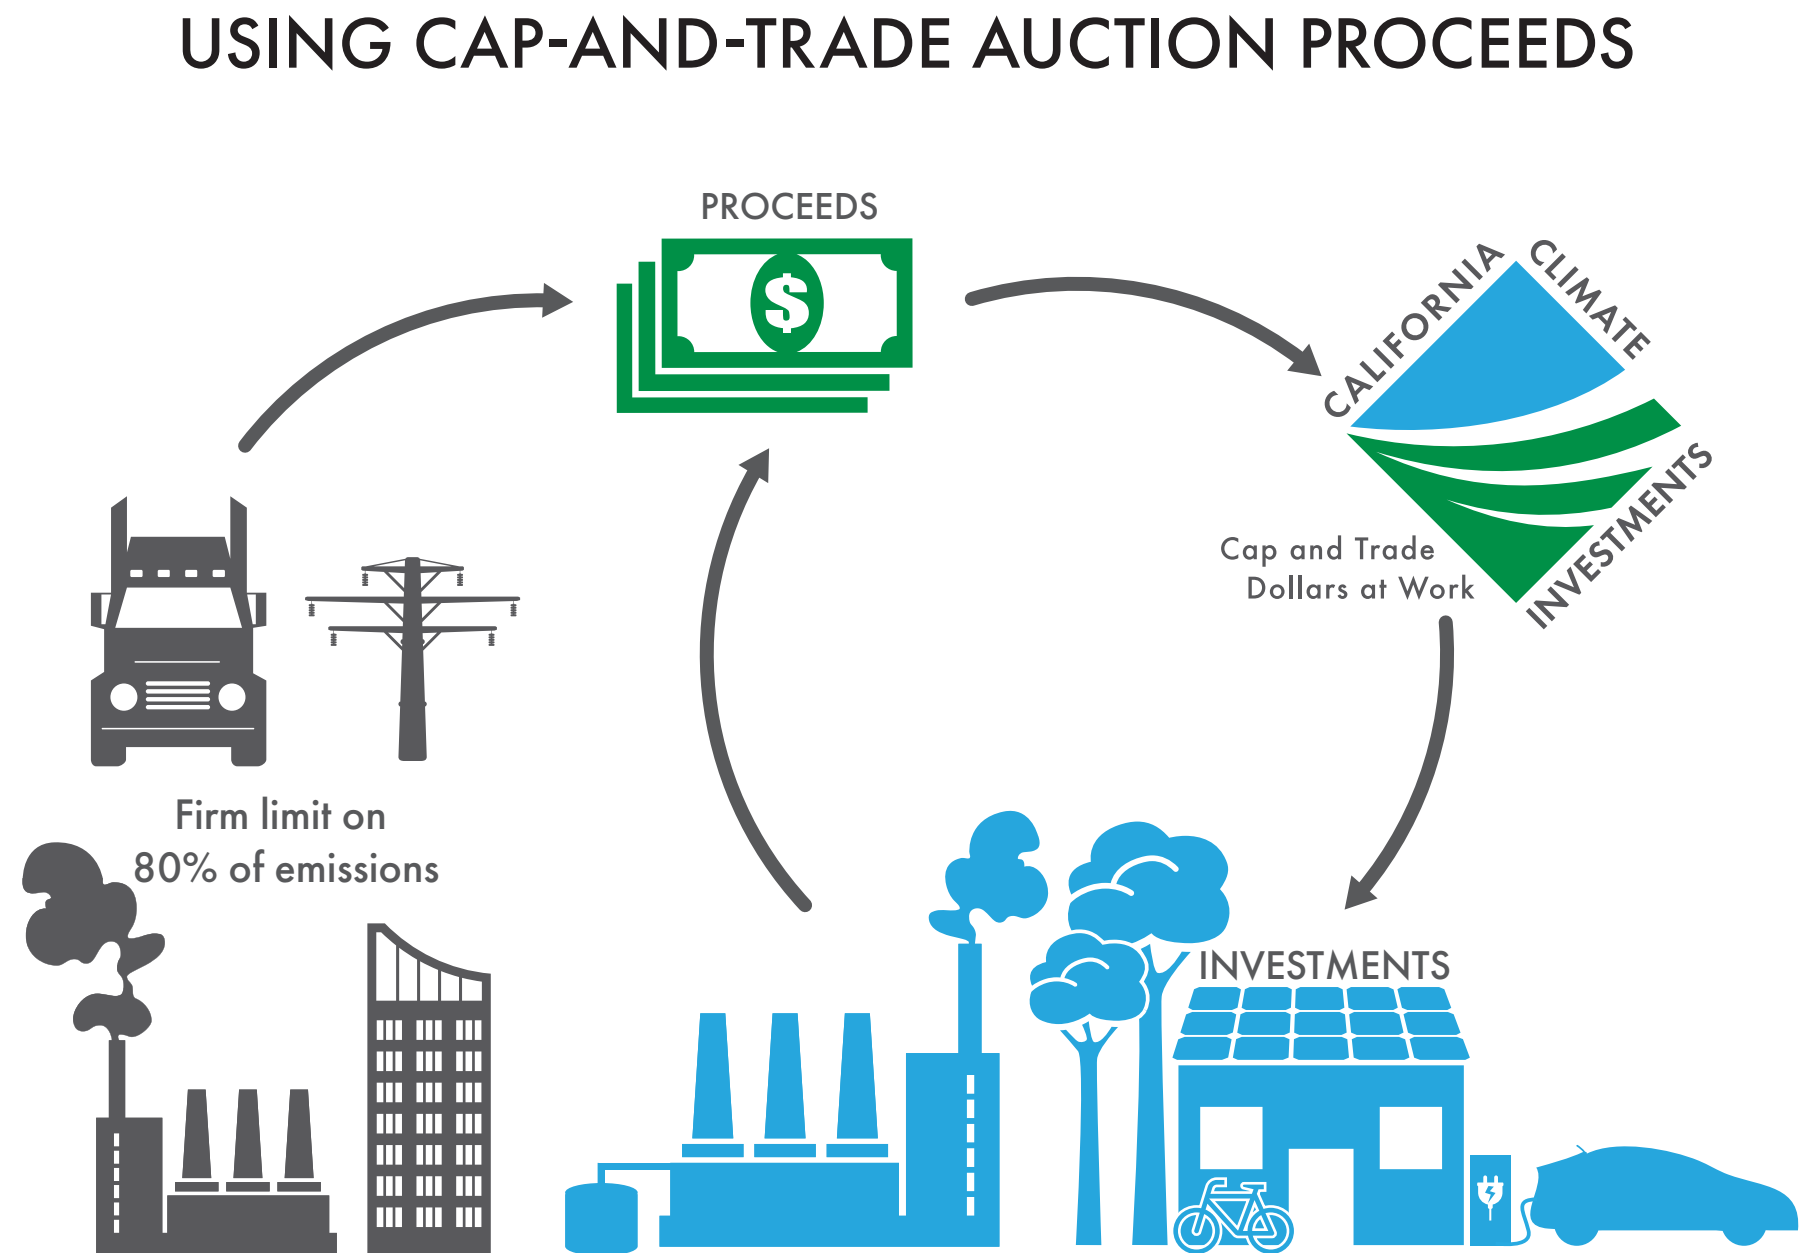 USING CAP-AND-TRADE AUCTION PROCEEDS
PROCEEDS
$
CALIFORNIA
CLIMATE
INVESTMENTS
Cap and Trade
Dollars at Work
Firm limit on
80% of emissions
INVESTMENTS